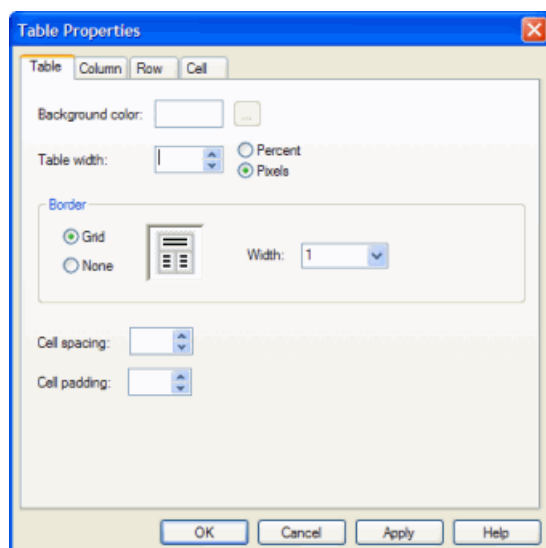 Table Properties
Table Column Row Cell
Background color: ...
Table width: Percent
Pixels
Border
Grid
None
Width: 1
Cell spacing:
Cell padding:
OK Cancel Apply Help